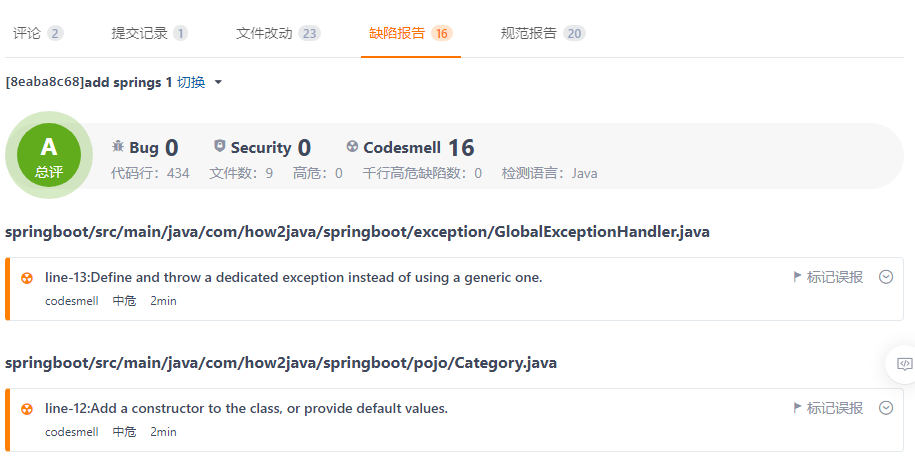 评论 2 提交记录 1 文件改动 23 缺陷报告 16 规范报告 20
[8eaba8c68]add springs 1 切换
A
总评
Bug 0 Security 0 Codesmell 16
代码行：434 文件数：9 高危：0 千行高危缺陷数：0 检测语言：Java
springboot/src/main/java/com/how2java/springboot/exception/GlobalExceptionHandler.java
line-13:Define and throw a dedicated exception instead of using a generic one. 标记误报
codesmell 中危 2min
springboot/src/main/java/com/how2java/springboot/pojo/Category.java
line-12:Add a constructor to the class, or provide default values. 标记误报
codesmell 中危 2min